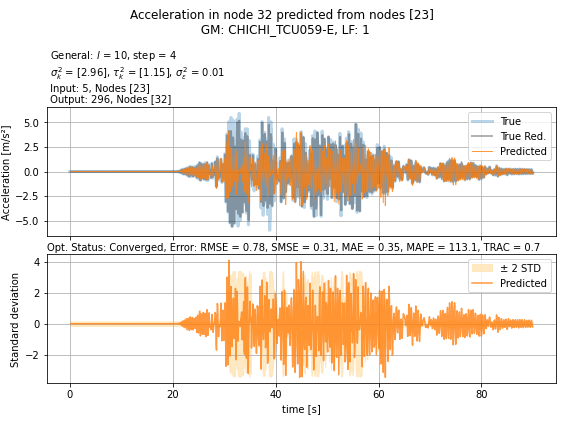 Acceleration in node 32 predicted from nodes [23]
GM: CHICHI_TCU059-E, LF: 1
General: l = 10, step = 4
σ²ₖ = [2.96], τ²ₖ = [1.15], σ²ε = 0.01
Input: 5, Nodes [23]
Output: 296, Nodes [32]
Acceleration [m/s²]
5.0
2.5
0.0
−2.5
−5.0
True
True Red.
Predicted
Opt. Status: Converged, Error: RMSE = 0.78, SMSE = 0.31, MAE = 0.35, MAPE = 113.1, TRAC = 0.7
Standard deviation
4
2
0
−2
± 2 STD
Predicted
0 20 40 60 80
time [s]